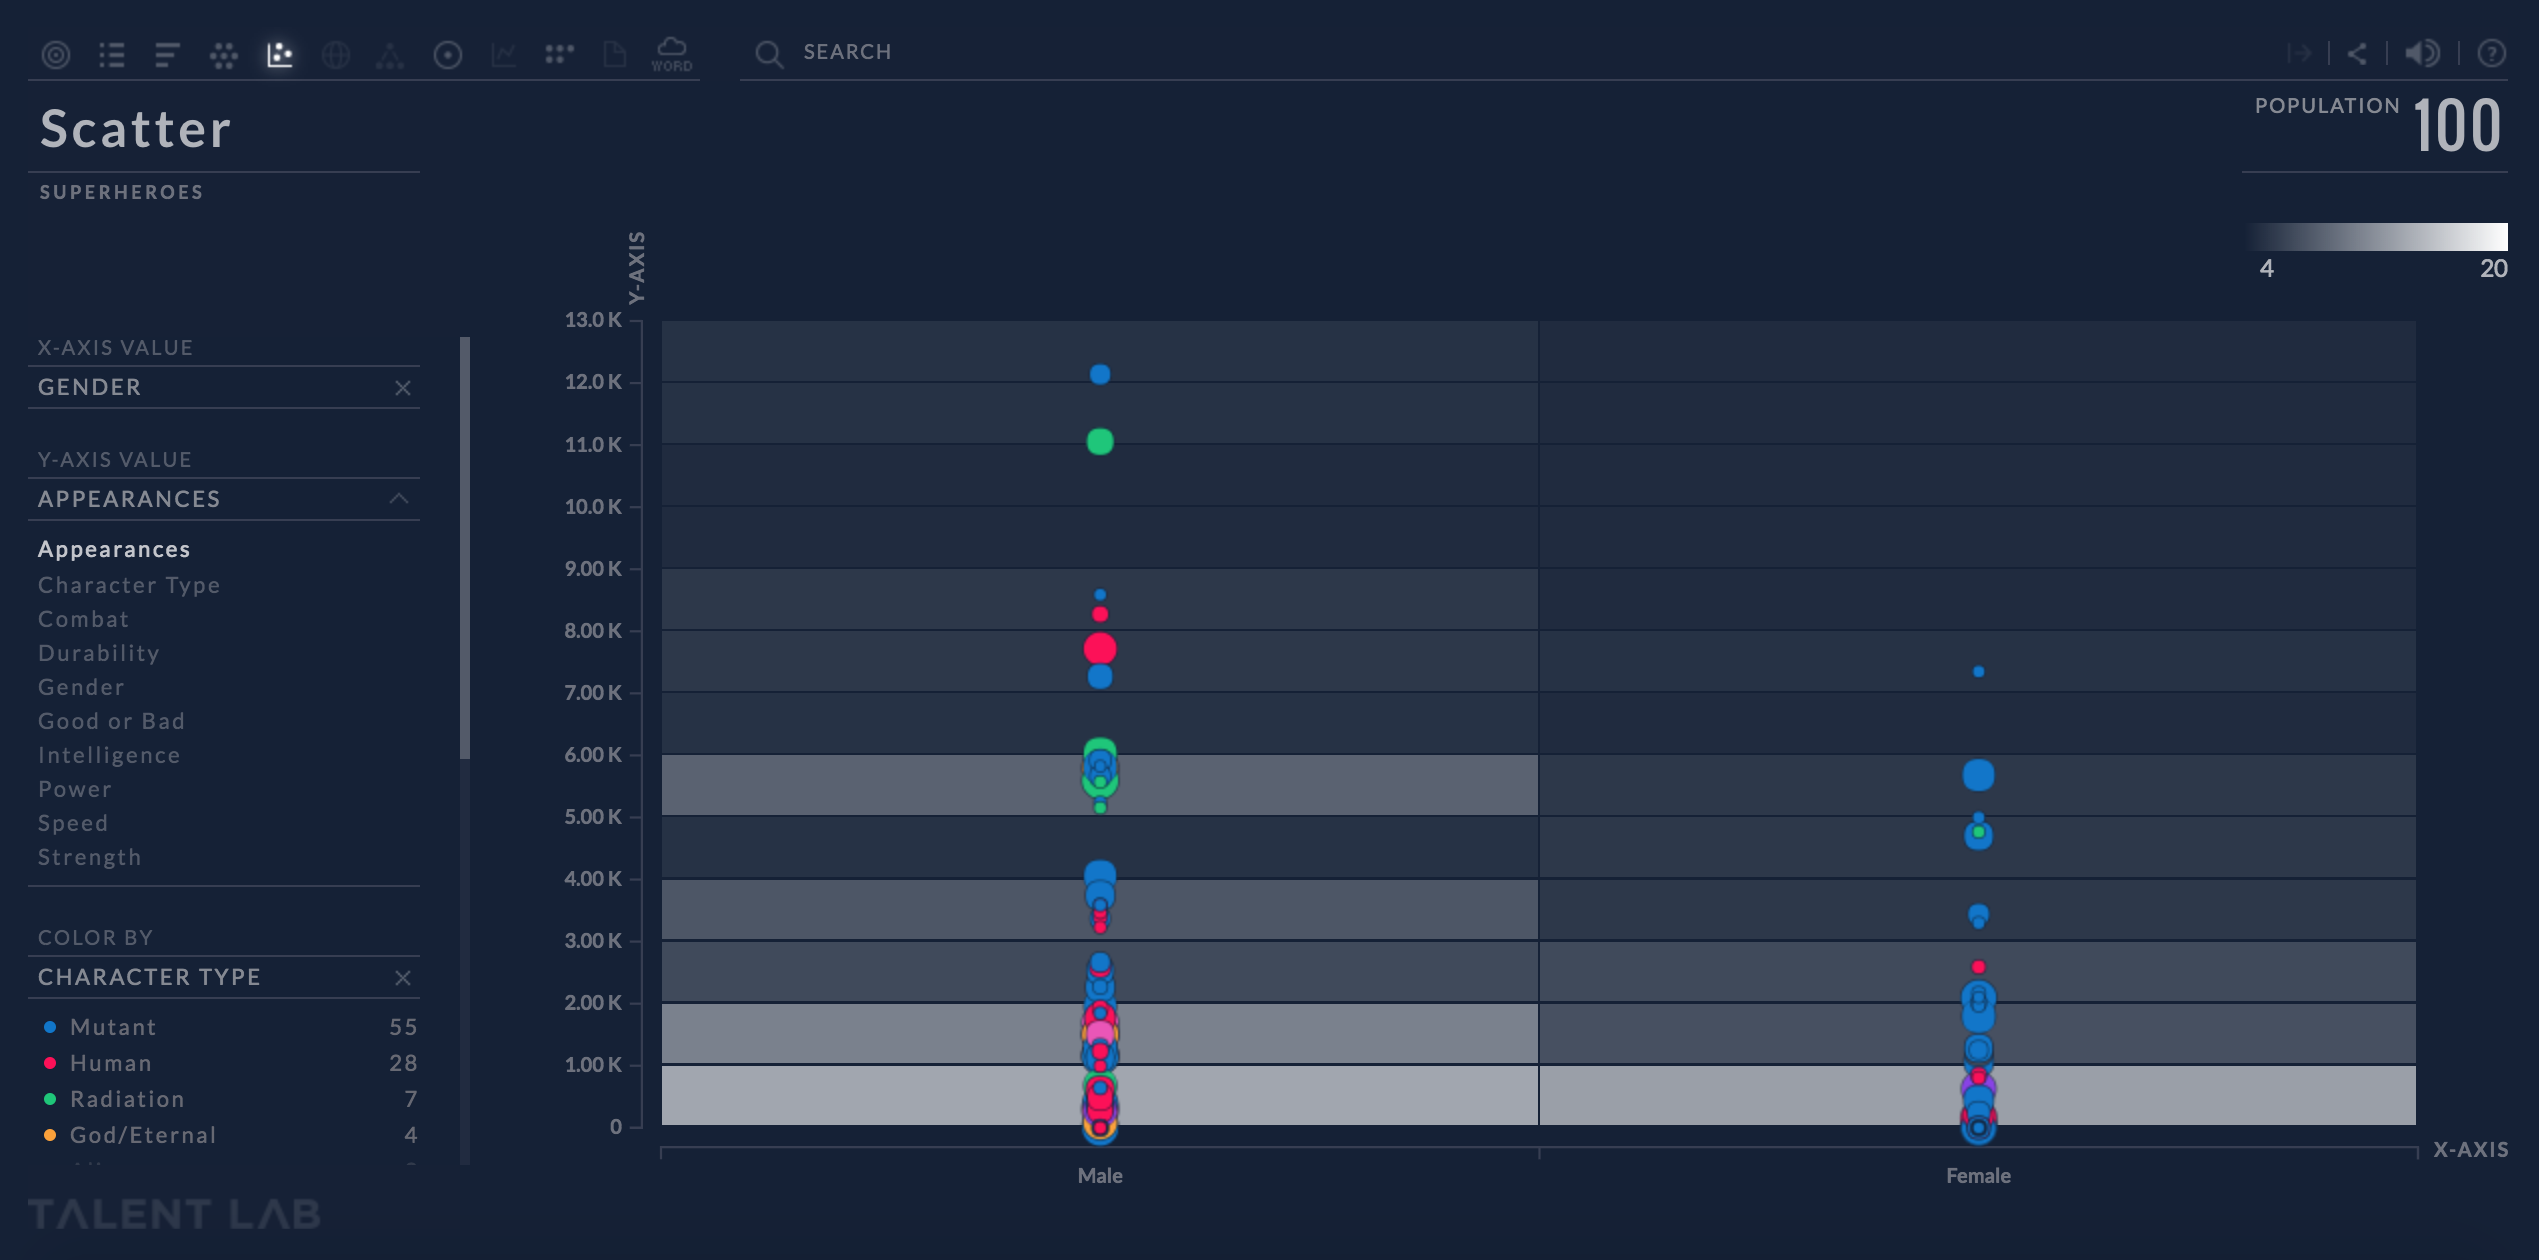 WORD
SEARCH
Scatter
POPULATION 100
SUPERHEROES
4 20
Y-AXIS
X-AXIS VALUE
GENDER
Y-AXIS VALUE
APPEARANCES
Appearances
Character Type
Combat
Durability
Gender
Good or Bad
Intelligence
Power
Speed
Strength
COLOR BY
CHARACTER TYPE
Mutant 55
Human 28
Radiation 7
God/Eternal 4
13.0 K
12.0 K
11.0 K
10.0 K
9.00 K
8.00 K
7.00 K
6.00 K
5.00 K
4.00 K
3.00 K
2.00 K
1.00 K
0
X-AXIS
Male Female
TALENT LAB